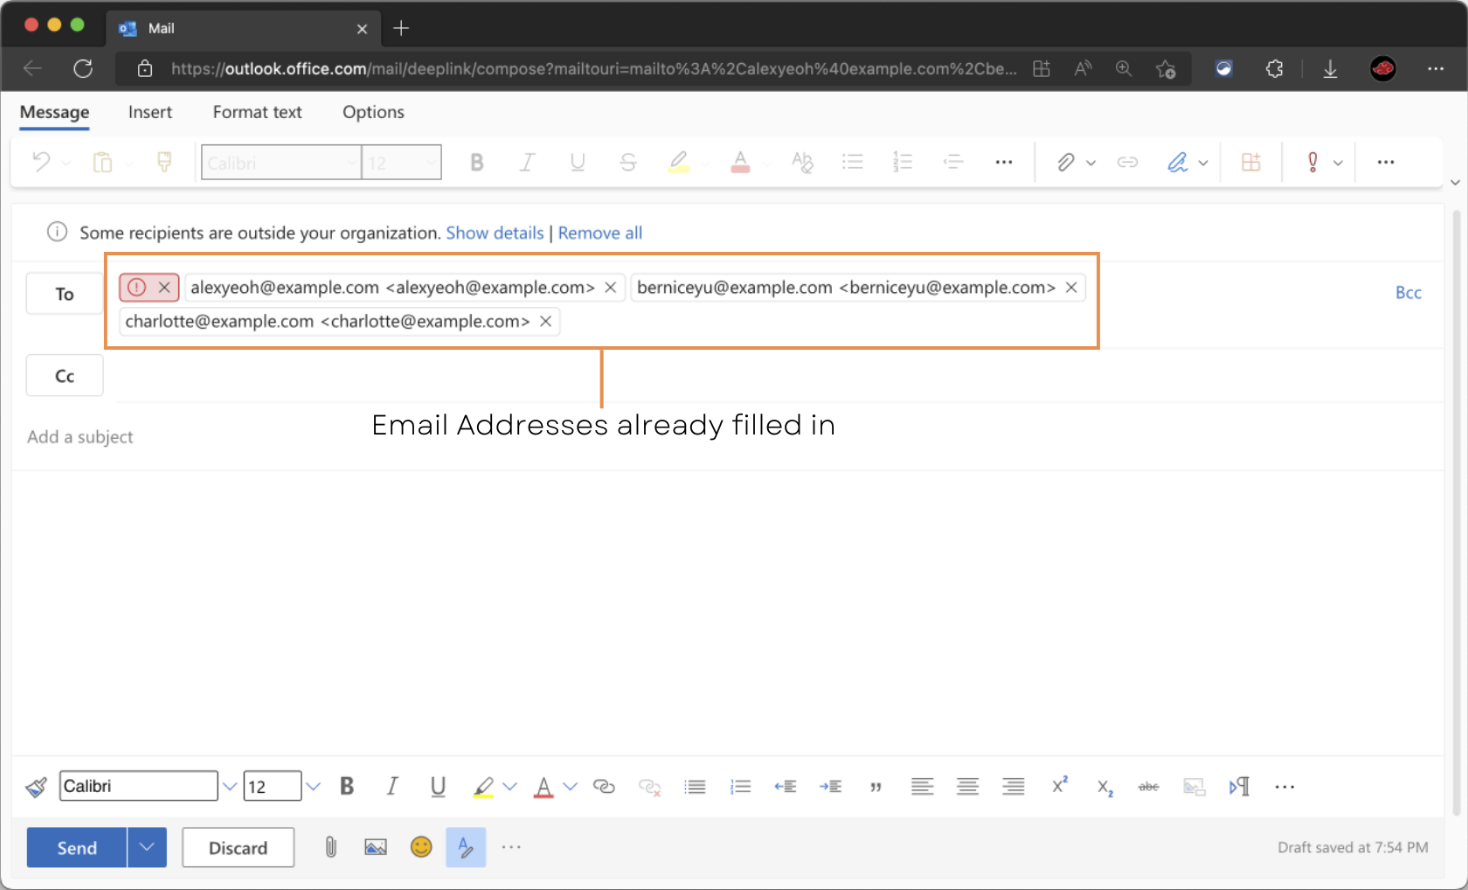 Mail
https://outlook.office.com/mail/deeplink/compose?mailtouri=mailto%3A%2Calexyeoh%40example.com%2Cbe...
Message Insert Format text Options
Calibri 12
Some recipients are outside your organization. Show details | Remove all
To alexyeoh@example.com <alexyeoh@example.com> berniceyu@example.com <berniceyu@example.com> Bcc
charlotte@example.com <charlotte@example.com>
Cc
Email Addresses already filled in
Add a subject
Calibri 12
Send Discard Draft saved at 7:54 PM